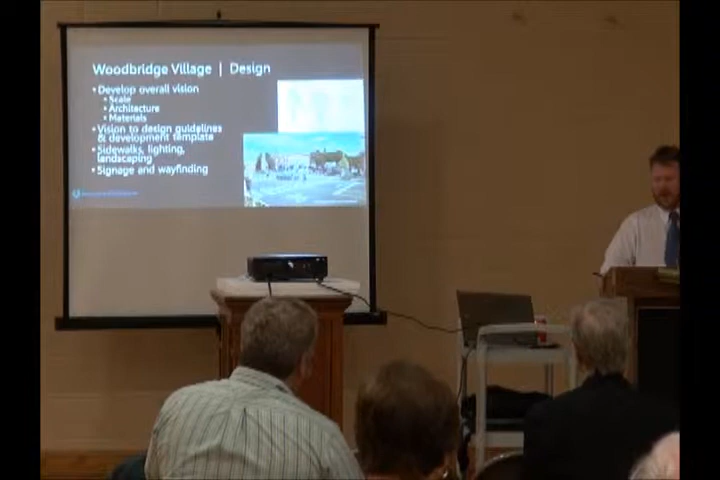 Woodbridge Village | Design
• Develop overall vision
• Scale
• Architecture
• Materials
• Vision to design guidelines
& development template
• Sidewalks, lighting,
landscaping
• Signage and wayfinding